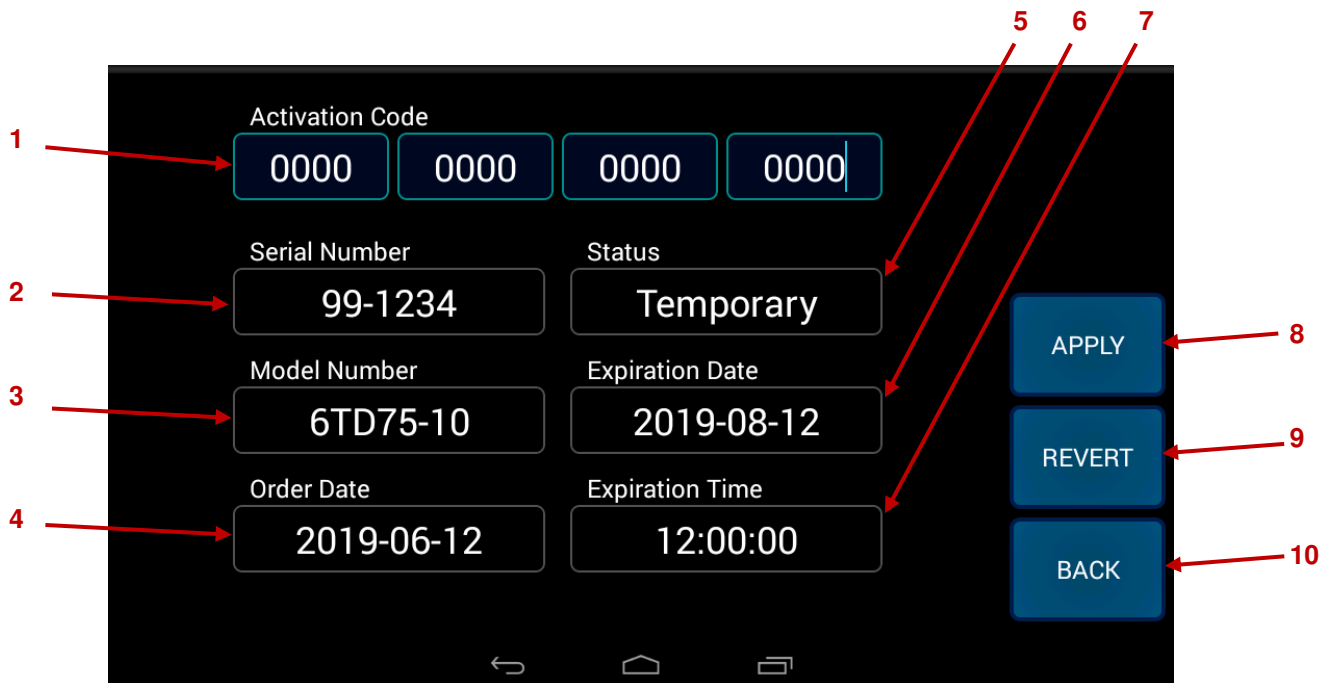 5 6 7
1
Activation Code
0000 0000 0000 0000
2
Serial Number Status
99-1234 Temporary
8
APPLY
3
Model Number Expiration Date
6TD75-10 2019-08-12
9
REVERT
4
Order Date Expiration Time
2019-06-12 12:00:00
10
BACK